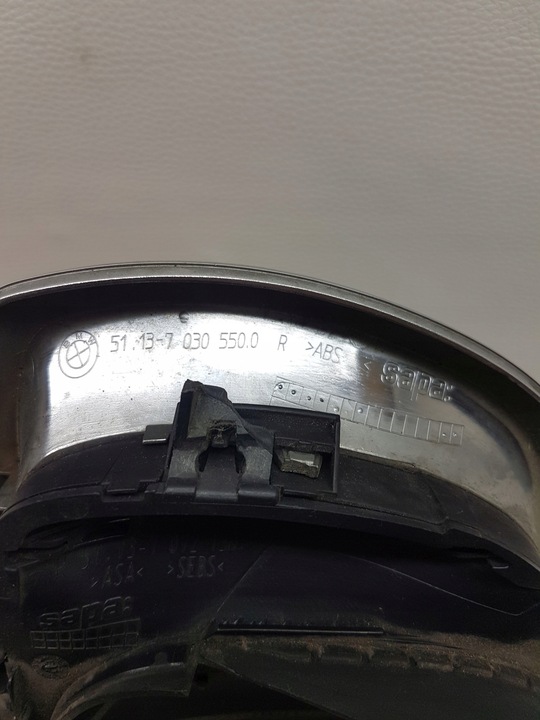 BMW 51.13-7 030 550.0 R >ABS< sapa:
>ASA< >SEBS<
sapa: